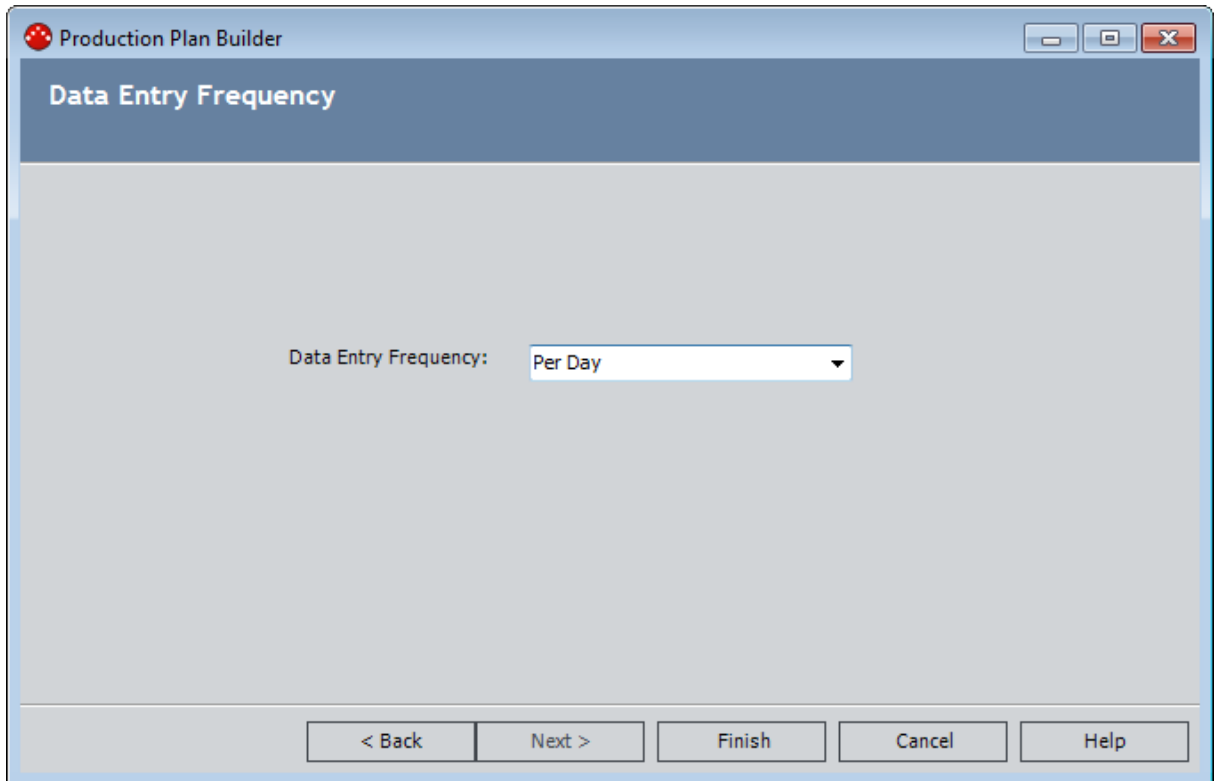 Production Plan Builder
Data Entry Frequency
Data Entry Frequency: Per Day
< Back Next > Finish Cancel Help